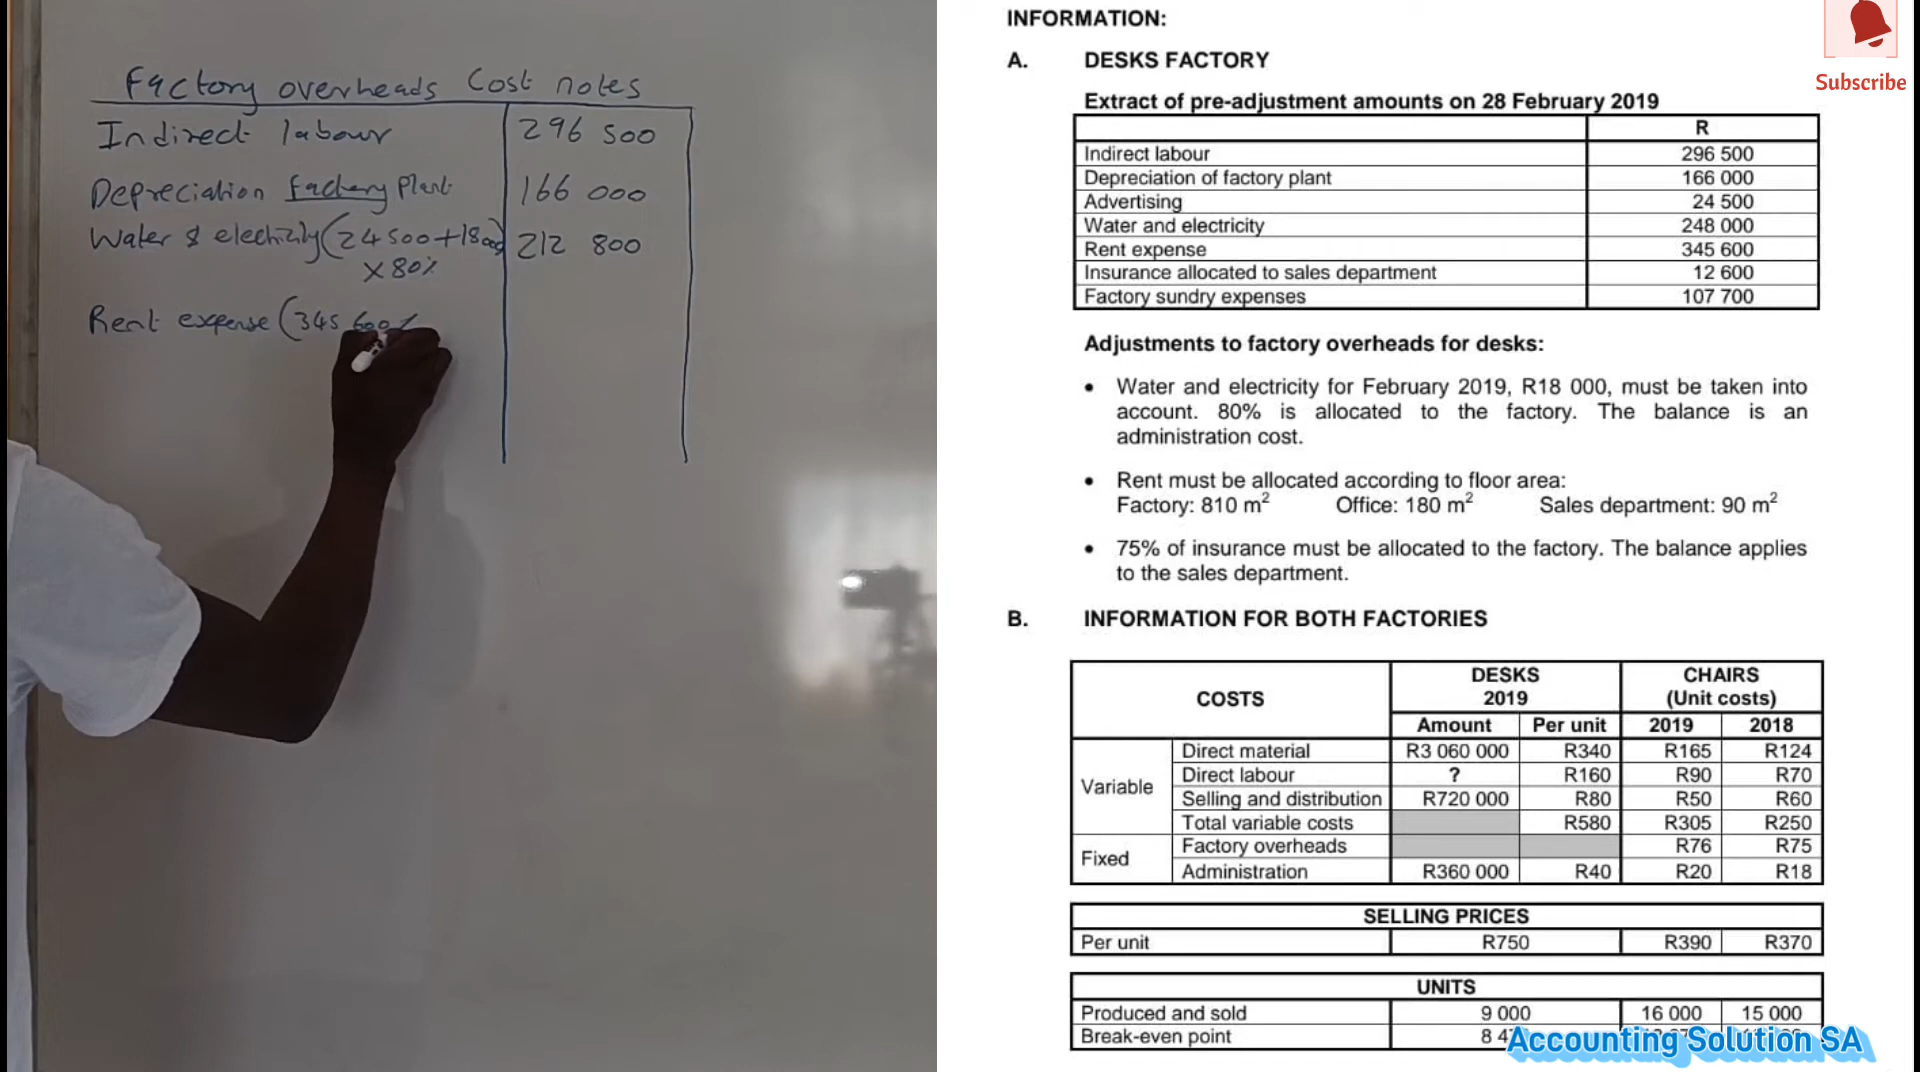 Factory overheads Cost notes
Indirect labour 296 500
Depreciation factory Plant 166 000
Water & electricity (24 500+18000) 212 800
X 80%
Rent expense (345 600
INFORMATION:
A. DESKS FACTORY
Extract of pre-adjustment amounts on 28 February 2019
R
Indirect labour 296 500
Depreciation of factory plant 166 000
Advertising 24 500
Water and electricity 248 000
Rent expense 345 600
Insurance allocated to sales department 12 600
Factory sundry expenses 107 700
Adjustments to factory overheads for desks:
• Water and electricity for February 2019, R18 000, must be taken into
account. 80% is allocated to the factory. The balance is an
administration cost.
• Rent must be allocated according to floor area:
Factory: 810 m² Office: 180 m² Sales department: 90 m²
• 75% of insurance must be allocated to the factory. The balance applies
to the sales department.
B. INFORMATION FOR BOTH FACTORIES
COSTS DESKS 2019 CHAIRS (Unit costs)
Amount Per unit 2019 2018
Variable Direct material R3 060 000 R340 R165 R124
Direct labour ? R160 R90 R70
Selling and distribution R720 000 R80 R50 R60
Total variable costs R580 R305 R250
Fixed Factory overheads R76 R75
Administration R360 000 R40 R20 R18
SELLING PRICES
Per unit R750 R390 R370
UNITS
Produced and sold 9 000 16 000 15 000
Break-even point 8 4
Subscribe
Accounting Solution SA